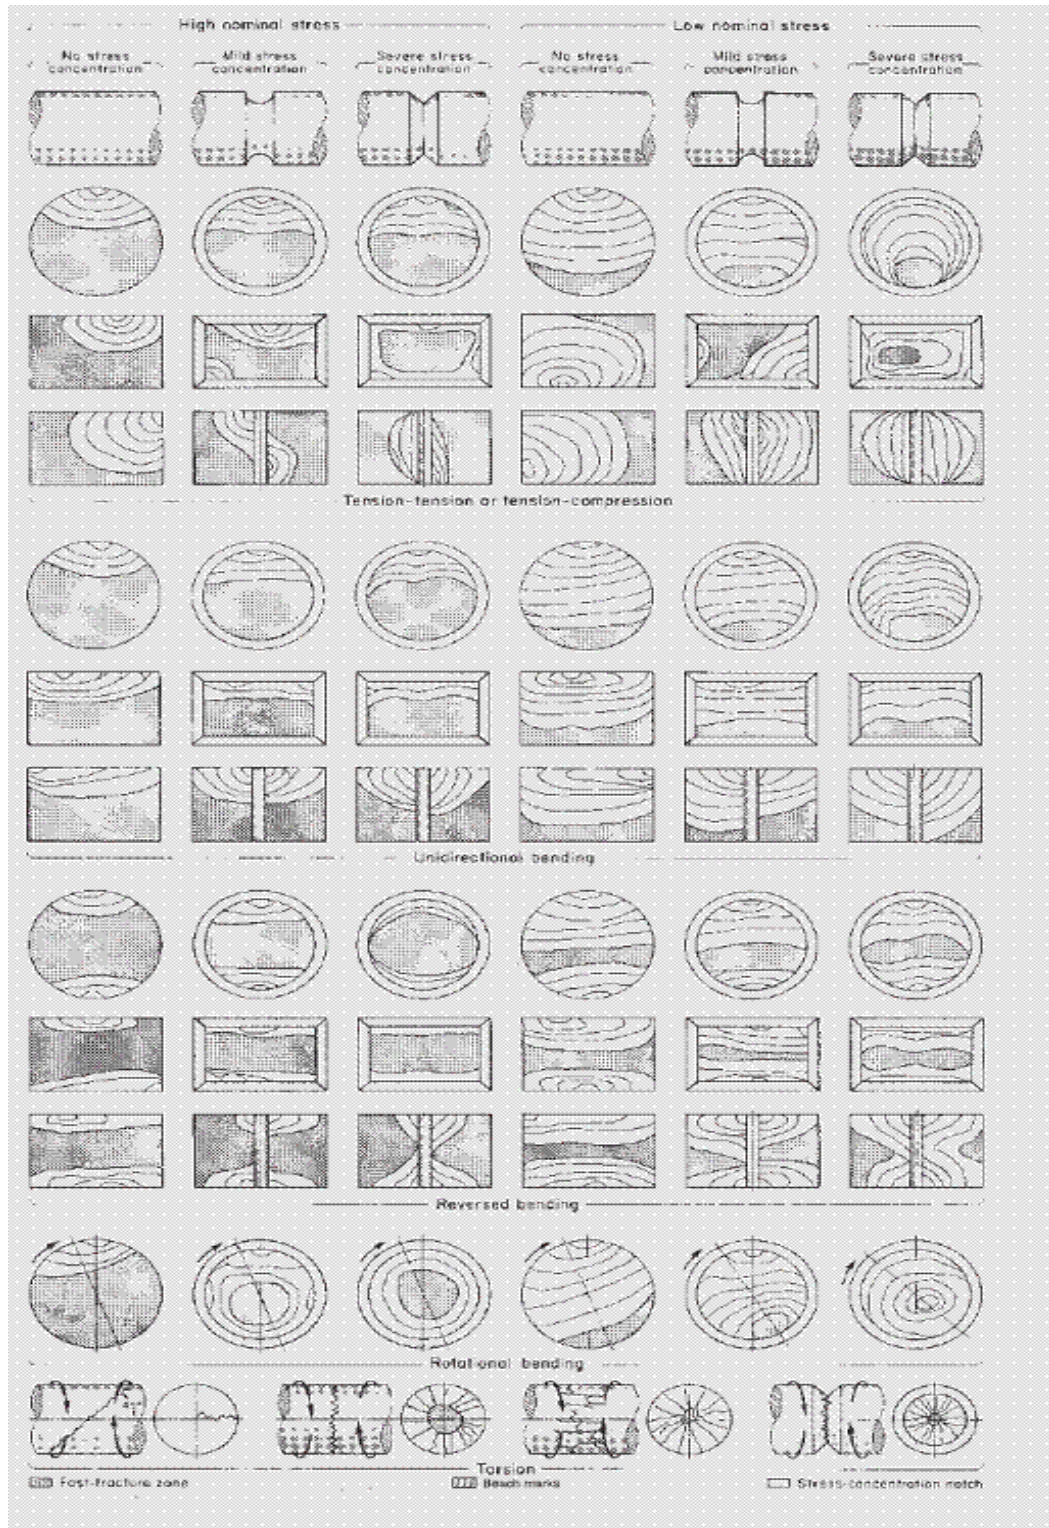 High nominal stress
Low nominal stress
No stress concentration
Mild stress concentration
Severe stress concentration
No stress concentration
Mild stress concentration
Severe stress concentration
Tension-tension or tension-compression
Unidirectional bending
Reversed bending
Rotational bending
Torsion
Fast-fracture zone
Beach marks
Stress-concentration notch